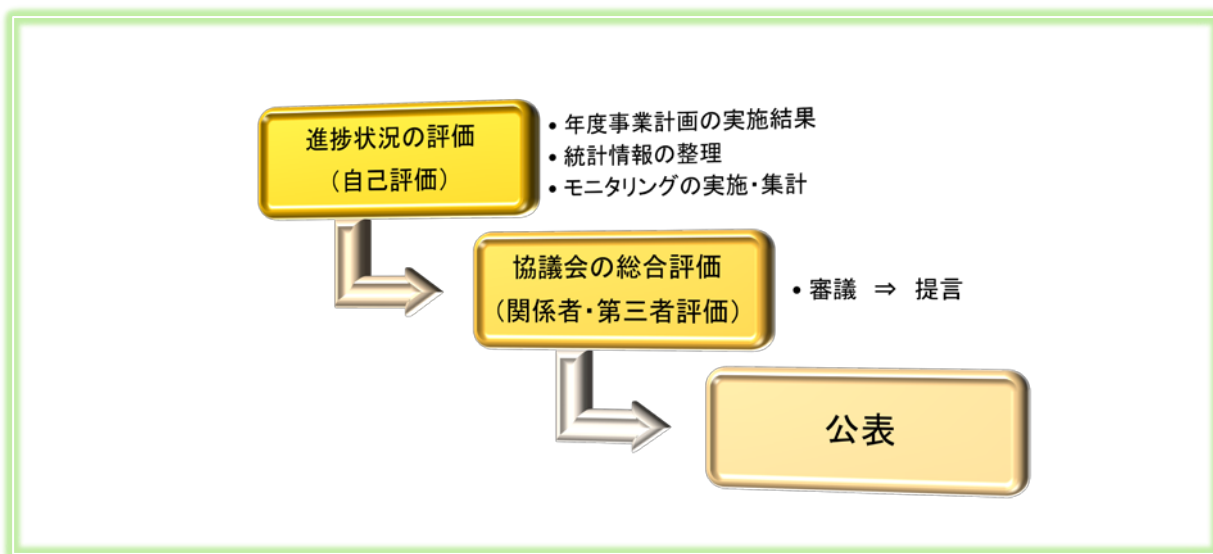 進捗状況の評価
（自己評価）
• 年度事業計画の実施結果
• 統計情報の整理
• モニタリングの実施・集計
協議会の総合評価
（関係者・第三者評価）
• 審議 ⇒ 提言
公表